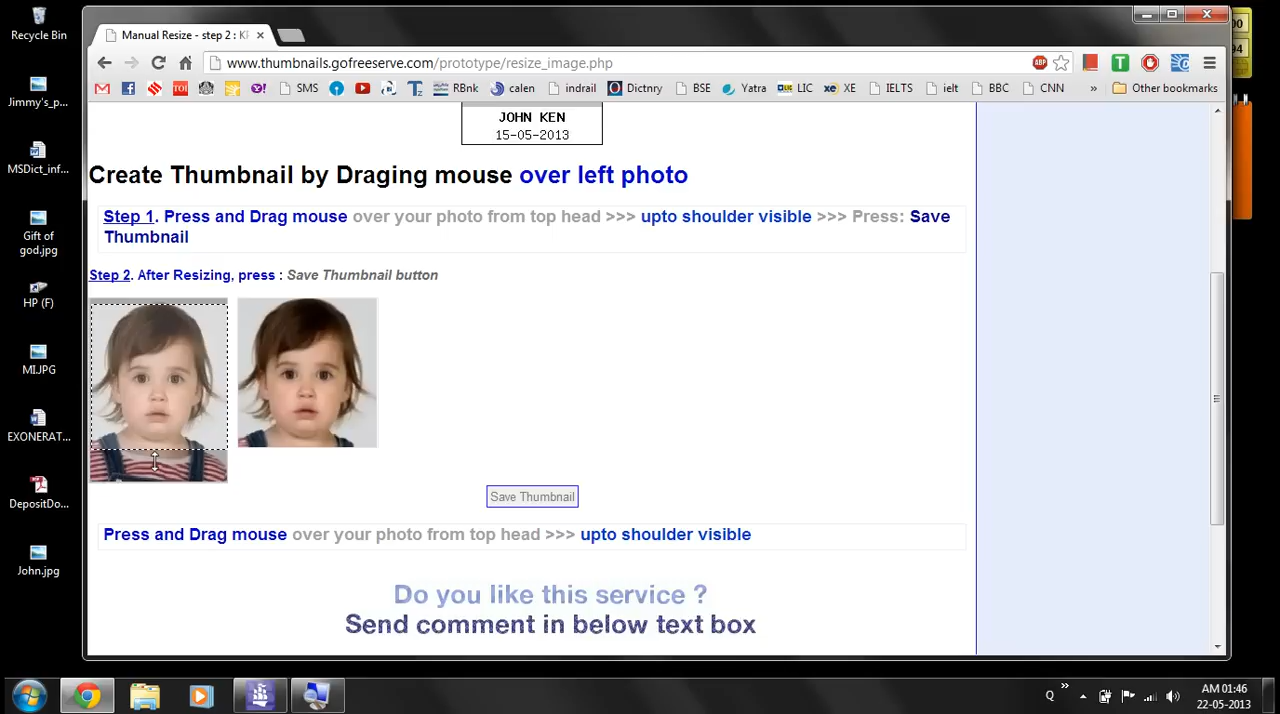 Recycle Bin
Jimmy's_p...
MSDict_inf...
Gift of
god.jpg
HP (F)
MI.JPG
EXONERAT...
DepositDo...
John.jpg
Manual Resize - step 2 : KP
www.thumbnails.gofreeserve.com/prototype/resize_image.php
SMS RBnk calen indrail Dictnry BSE Yatra LIC XE IELTS ielt BBC CNN » Other bookmarks
JOHN KEN
15-05-2013
Create Thumbnail by Draging mouse over left photo
Step 1. Press and Drag mouse over your photo from top head >>> upto shoulder visible >>> Press: Save
Thumbnail
Step 2. After Resizing, press : Save Thumbnail button
Save Thumbnail
Press and Drag mouse over your photo from top head >>> upto shoulder visible
Do you like this service ?
Send comment in below text box
AM 01:46
22-05-2013